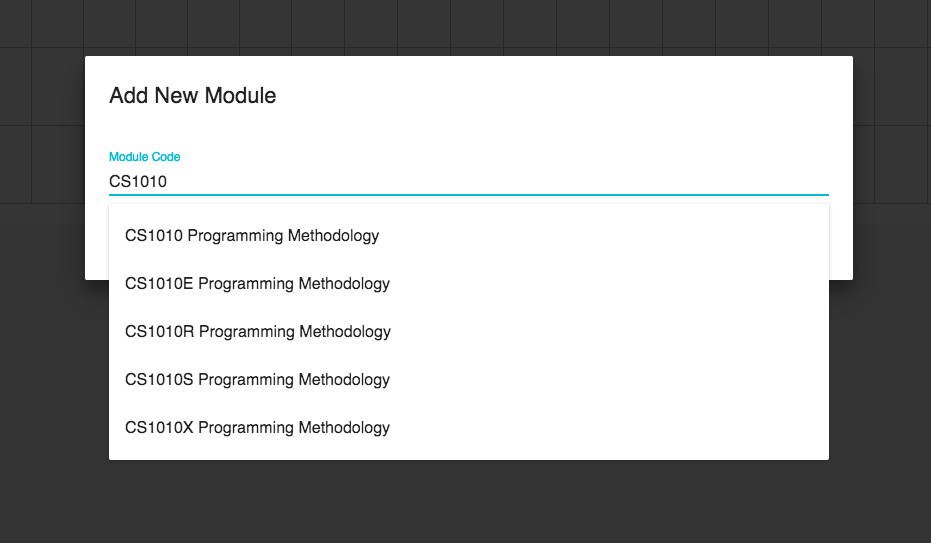 Add New Module
Module Code
CS1010
CS1010 Programming Methodology
CS1010E Programming Methodology
CS1010R Programming Methodology
CS1010S Programming Methodology
CS1010X Programming Methodology